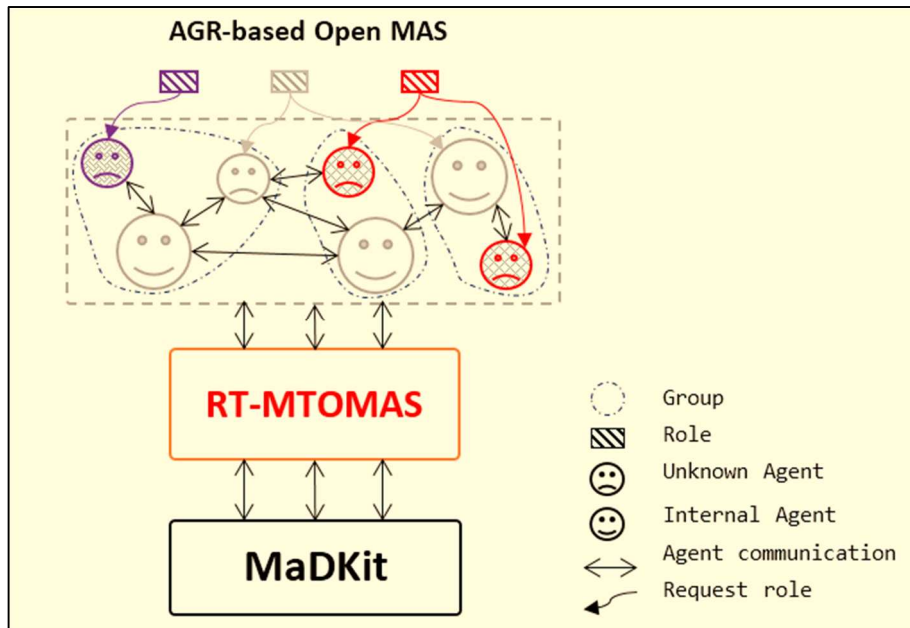 AGR-based Open MAS
RT-MTOMAS
MaDKit
Group
Role
Unknown Agent
Internal Agent
Agent communication
Request role